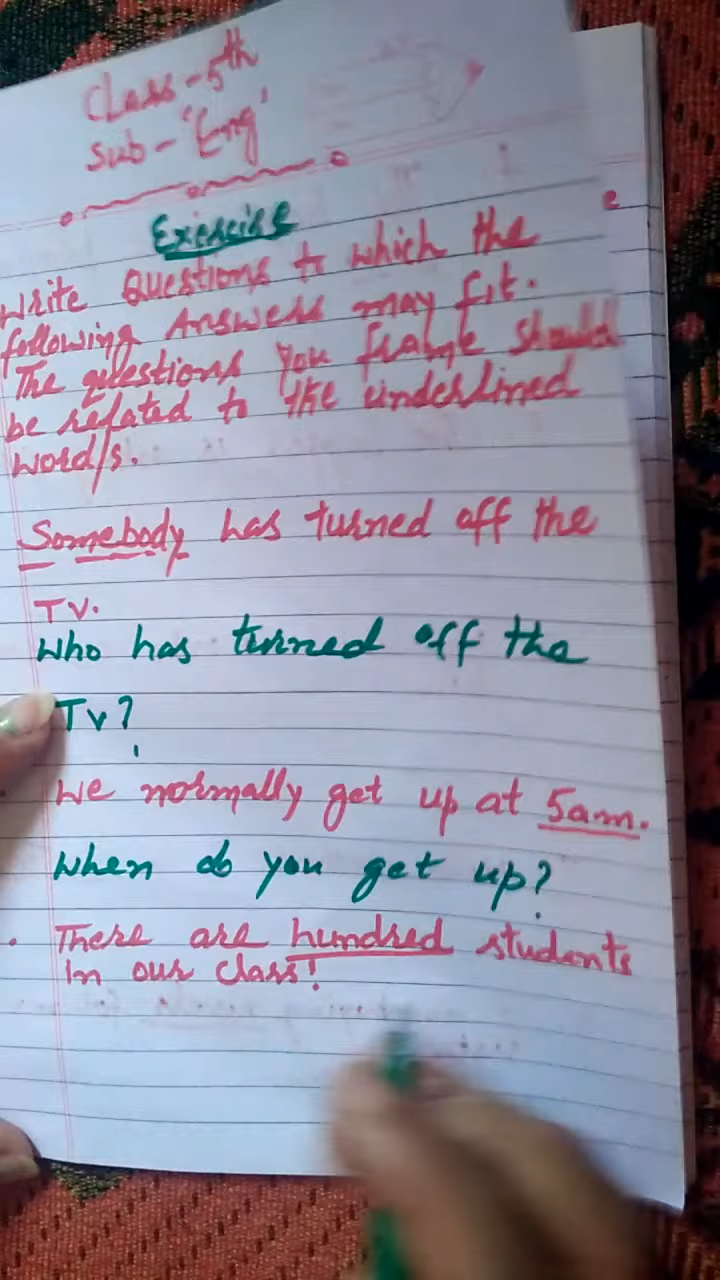 Class-5th
Sub-'Eng'
Exercise
Write Questions to which the
following Answers may fit.
The questions you frame should
be related to the underlined
word/s.
Somebody has turned off the
TV.
Who has turned off the
TV?
We normally get up at 5am.
When do you get up?
There are hundred students
in our class!